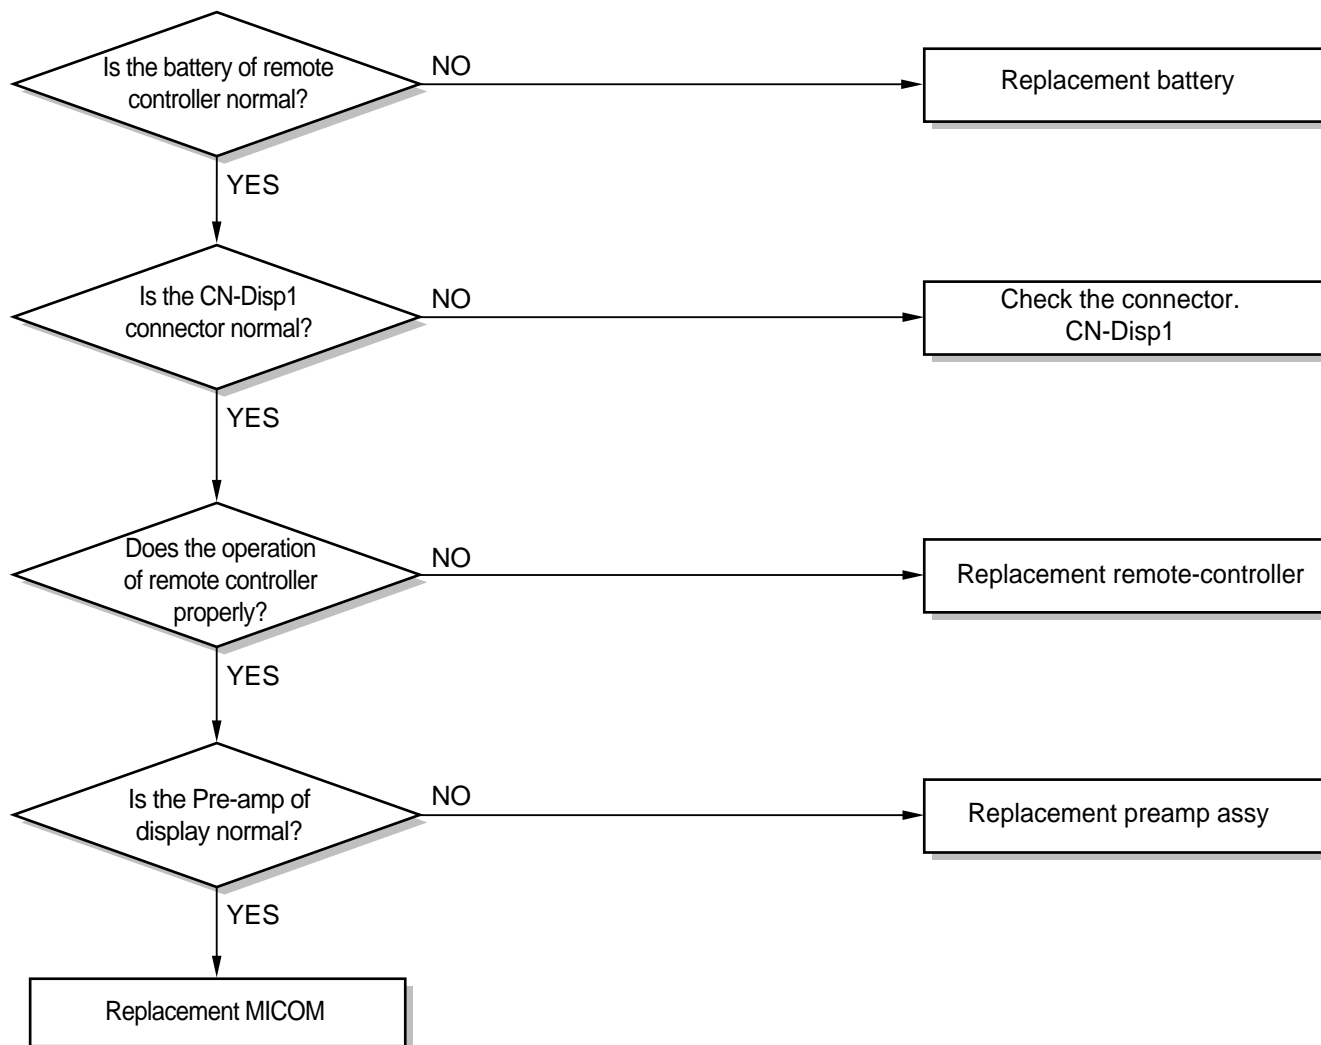 Is the battery of remote
controller normal?
NO
Replacement battery
YES
Is the CN-Disp1
connector normal?
NO
Check the connector.
CN-Disp1
YES
Does the operation
of remote controller
properly?
NO
Replacement remote-controller
YES
Is the Pre-amp of
display normal?
NO
Replacement preamp assy
YES
Replacement MICOM